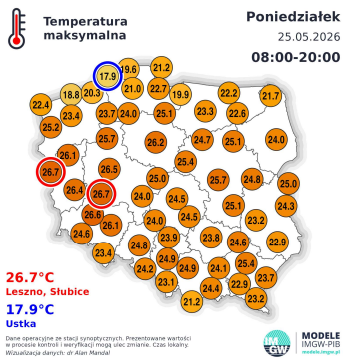 Temperatura
maksymalna
Poniedziałek
25.05.2026
08:00-20:00
17.9 19.6 21.2
22.4 18.8 20.3 21.0 22.7 19.9 22.2 21.7
25.2 23.4 23.7 24.0 25.1 23.3 22.6
25.7 26.2 24.7 25.1 24.0
26.7 26.1 26.5 25.4
26.4 26.7 25.0 25.7 24.8 25.0
24.0 24.5 25.1 24.3
26.6 26.1 24.0 24.5 23.2
24.6 23.9 23.8 24.6 22.9
23.4 24.8 24.9
24.2 24.9 24.1 25.4
23.1 24.4 22.9 23.7
21.2 23.2
26.7°C
Leszno, Słubice
17.9°C
Ustka
Dane operacyjne ze stacji synoptycznych. Prezentowane wartości
w procesie kontroli i weryfikacji mogą ulec zmianie. Czas lokalny.
Wizualizacja danych: dr Alan Mandal
IM
GW
MODELE
IMGW-PIB
modele.imgw.pl